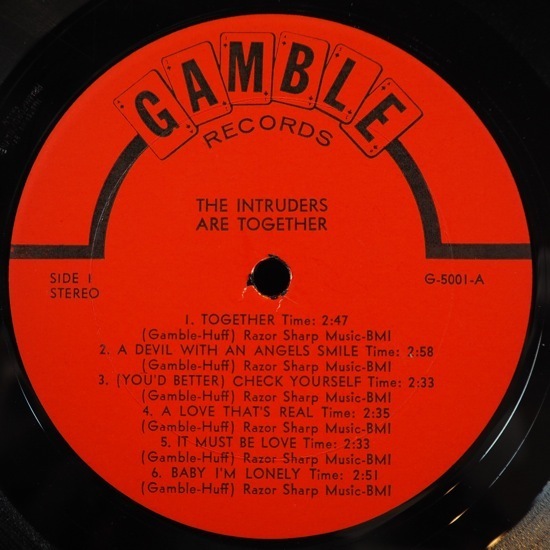 GAMBLE
RECORDS
THE INTRUDERS
ARE TOGETHER
SIDE 1
STEREO
G-5001-A
1. TOGETHER Time: 2:47
(Gamble-Huff) Razor Sharp Music-BMI
2. A DEVIL WITH AN ANGELS SMILE Time: 2:58
(Gamble-Huff) Razor Sharp Music-BMI
3. (YOU'D BETTER) CHECK YOURSELF Time: 2:33
(Gamble-Huff) Razor Sharp Music-BMI
4. A LOVE THAT'S REAL Time: 2:35
(Gamble-Huff) Razor Sharp Music-BMI
5. IT MUST BE LOVE Time: 2:33
(Gamble-Huff) Razor Sharp Music-BMI
6. BABY I'M LONELY Time: 2:51
(Gamble-Huff) Razor Sharp Music-BMI